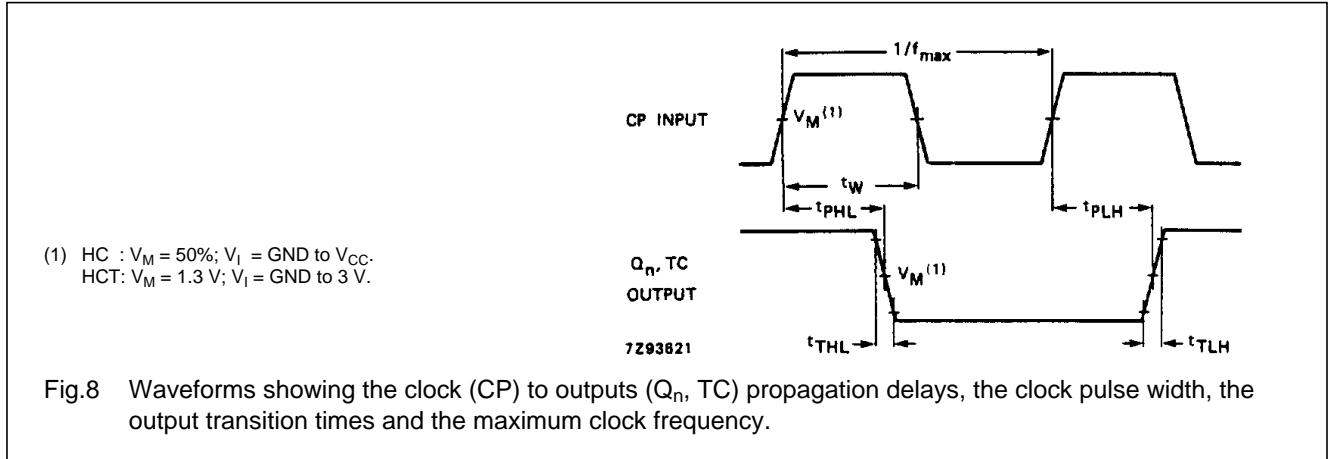 1/fmax
CP INPUT
VM(1)
tW
tPHL
tPLH
(1) HC : VM = 50%; VI = GND to VCC.
HCT: VM = 1.3 V; VI = GND to 3 V.
Qn, TC
OUTPUT
VM(1)
7Z93621
tTHL
tTLH
Fig.8 Waveforms showing the clock (CP) to outputs (Qn, TC) propagation delays, the clock pulse width, the
output transition times and the maximum clock frequency.